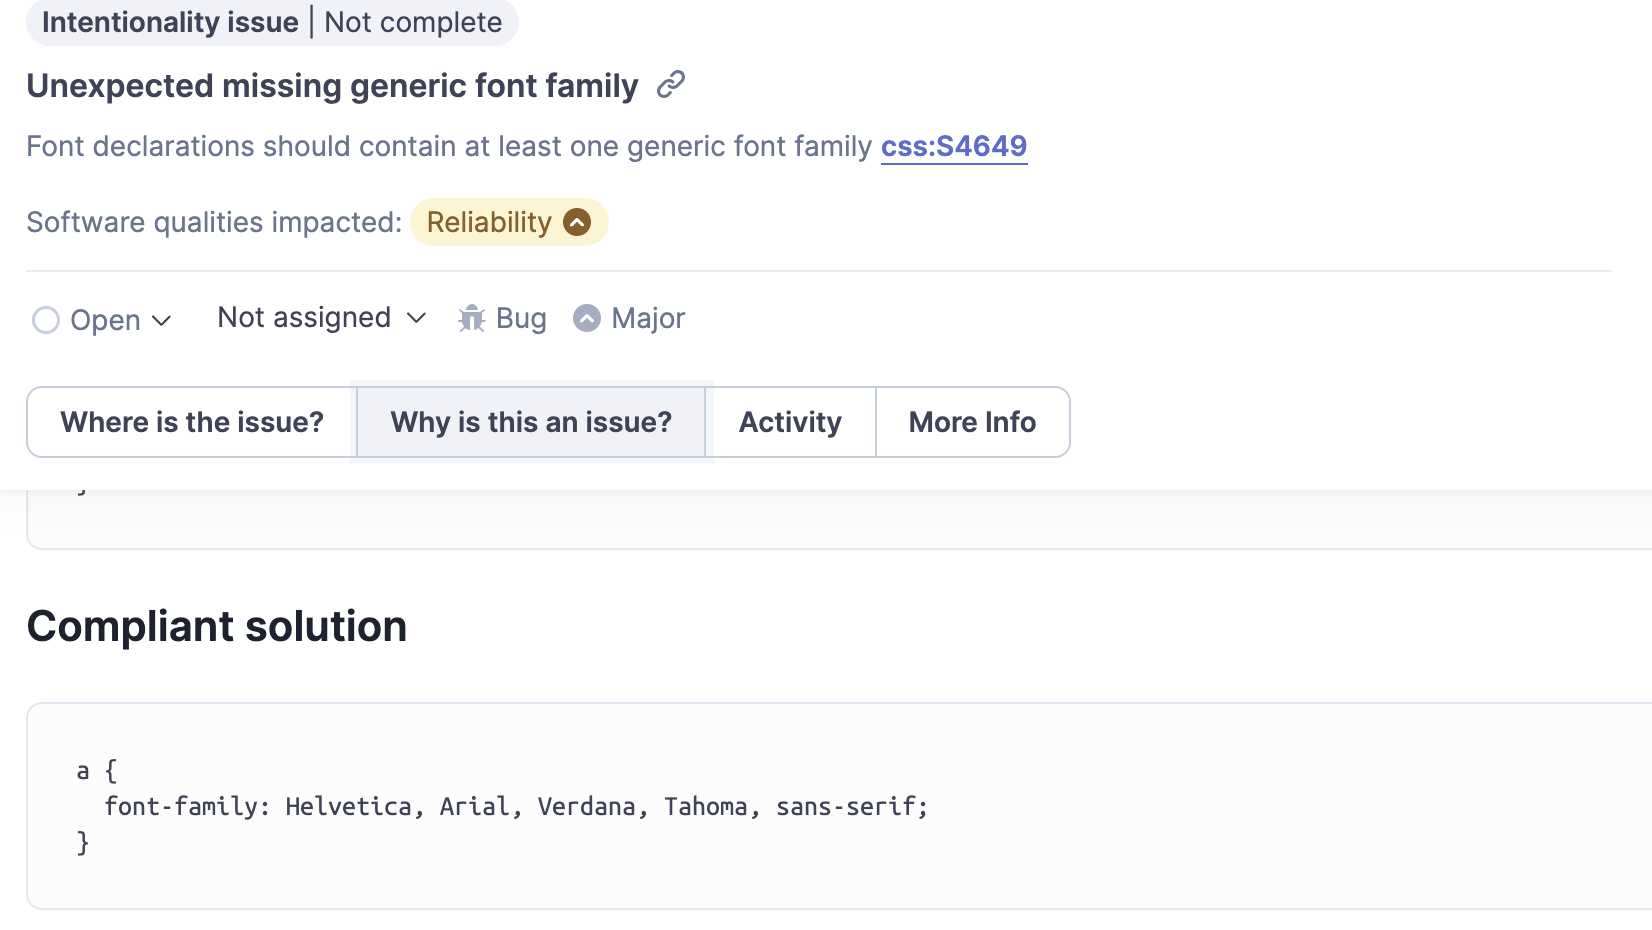 Intentionality issue | Not complete
Unexpected missing generic font family
Font declarations should contain at least one generic font family css:S4649
Software qualities impacted: Reliability
Open Not assigned Bug Major
Where is the issue? Why is this an issue? Activity More Info
}
Compliant solution
a {
  font-family: Helvetica, Arial, Verdana, Tahoma, sans-serif;
}